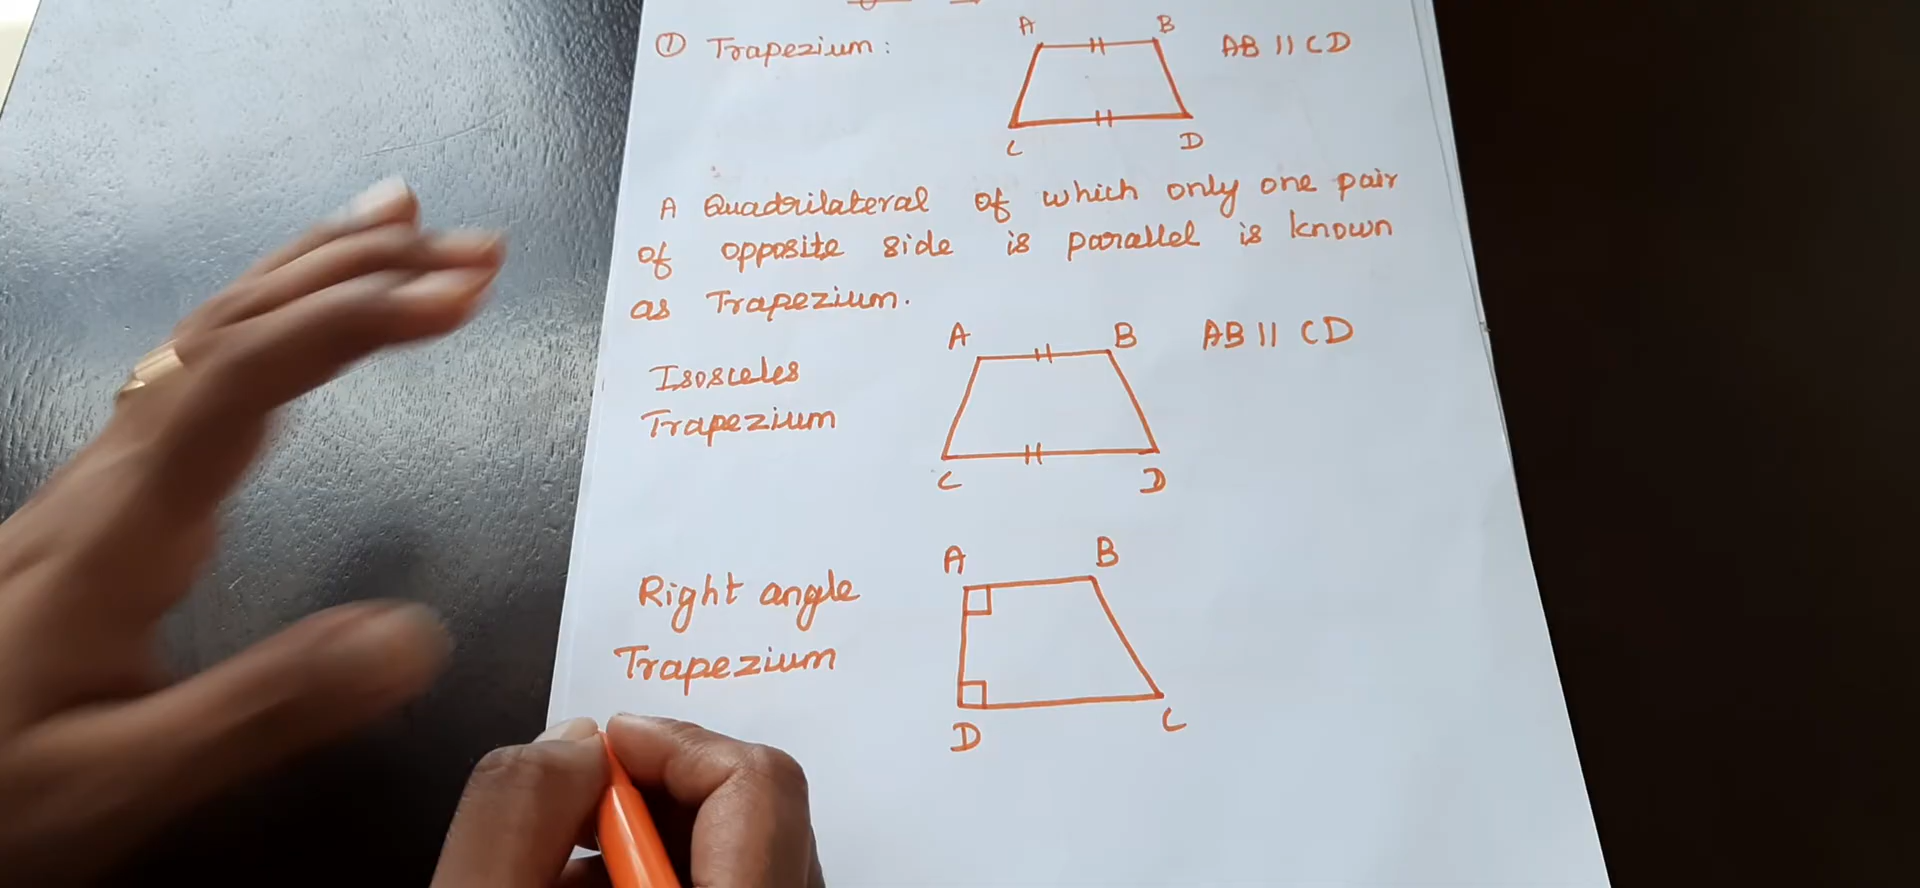 ① Trapezium:
A B AB || CD
C D
A Quadrilateral of which only one pair
of opposite side is parallel is known
as Trapezium.
A B AB || CD
Isosceles
Trapezium
C D
A B
Right angle
Trapezium
D C